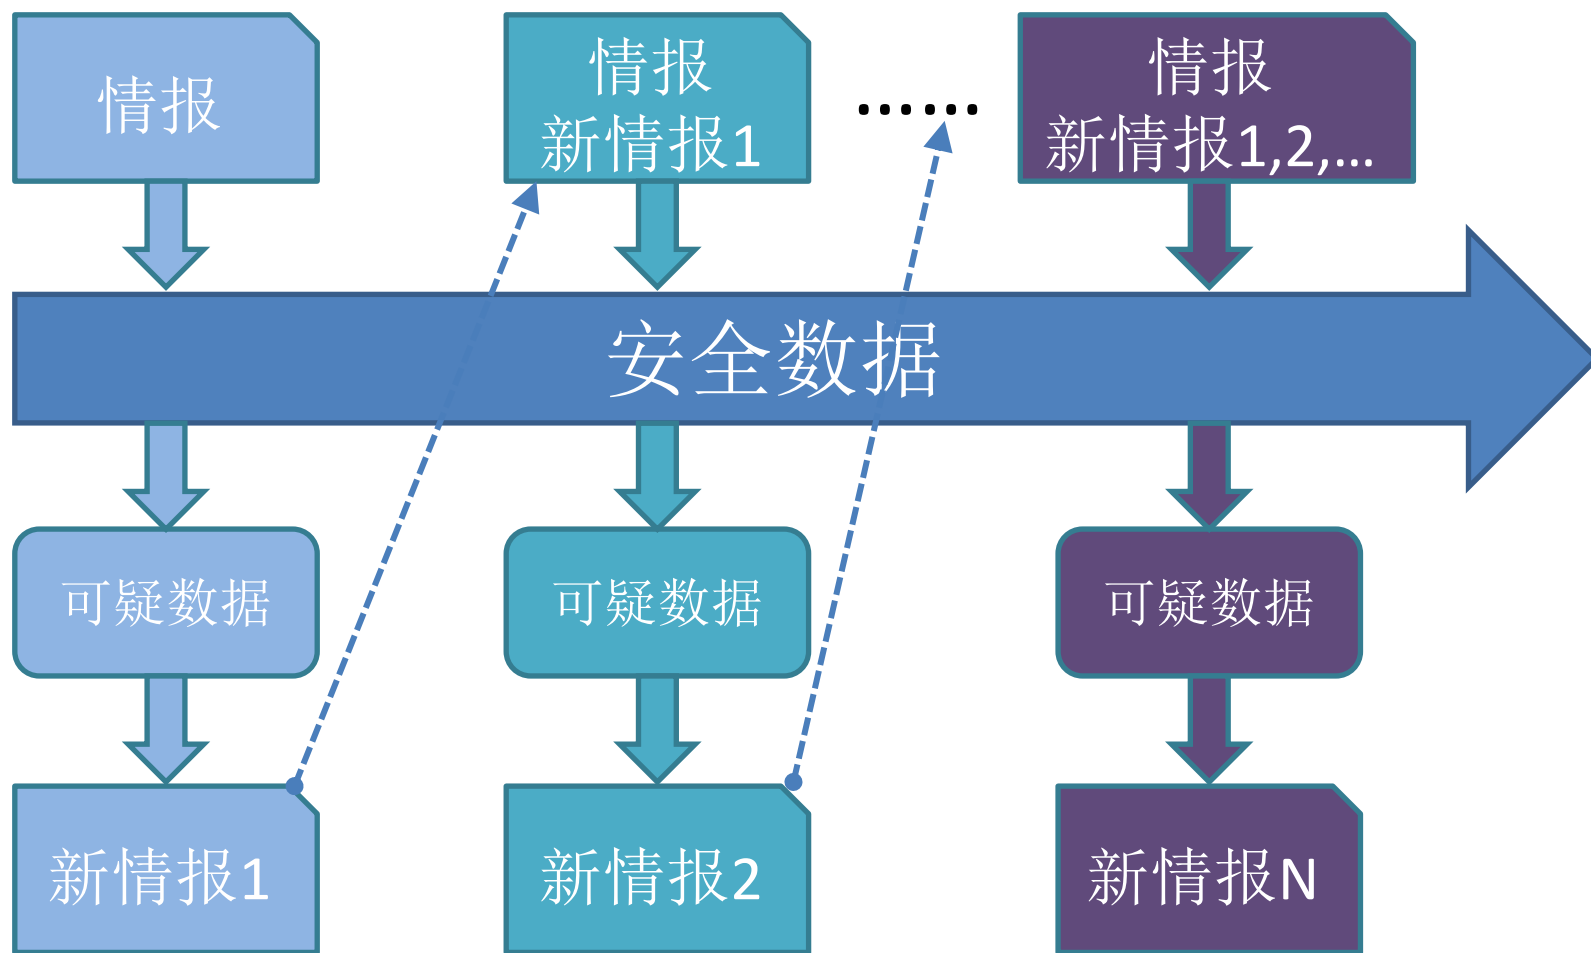 情报
情报
新情报1
......
情报
新情报1,2,...
安全数据
可疑数据
可疑数据
可疑数据
新情报1
新情报2
新情报N